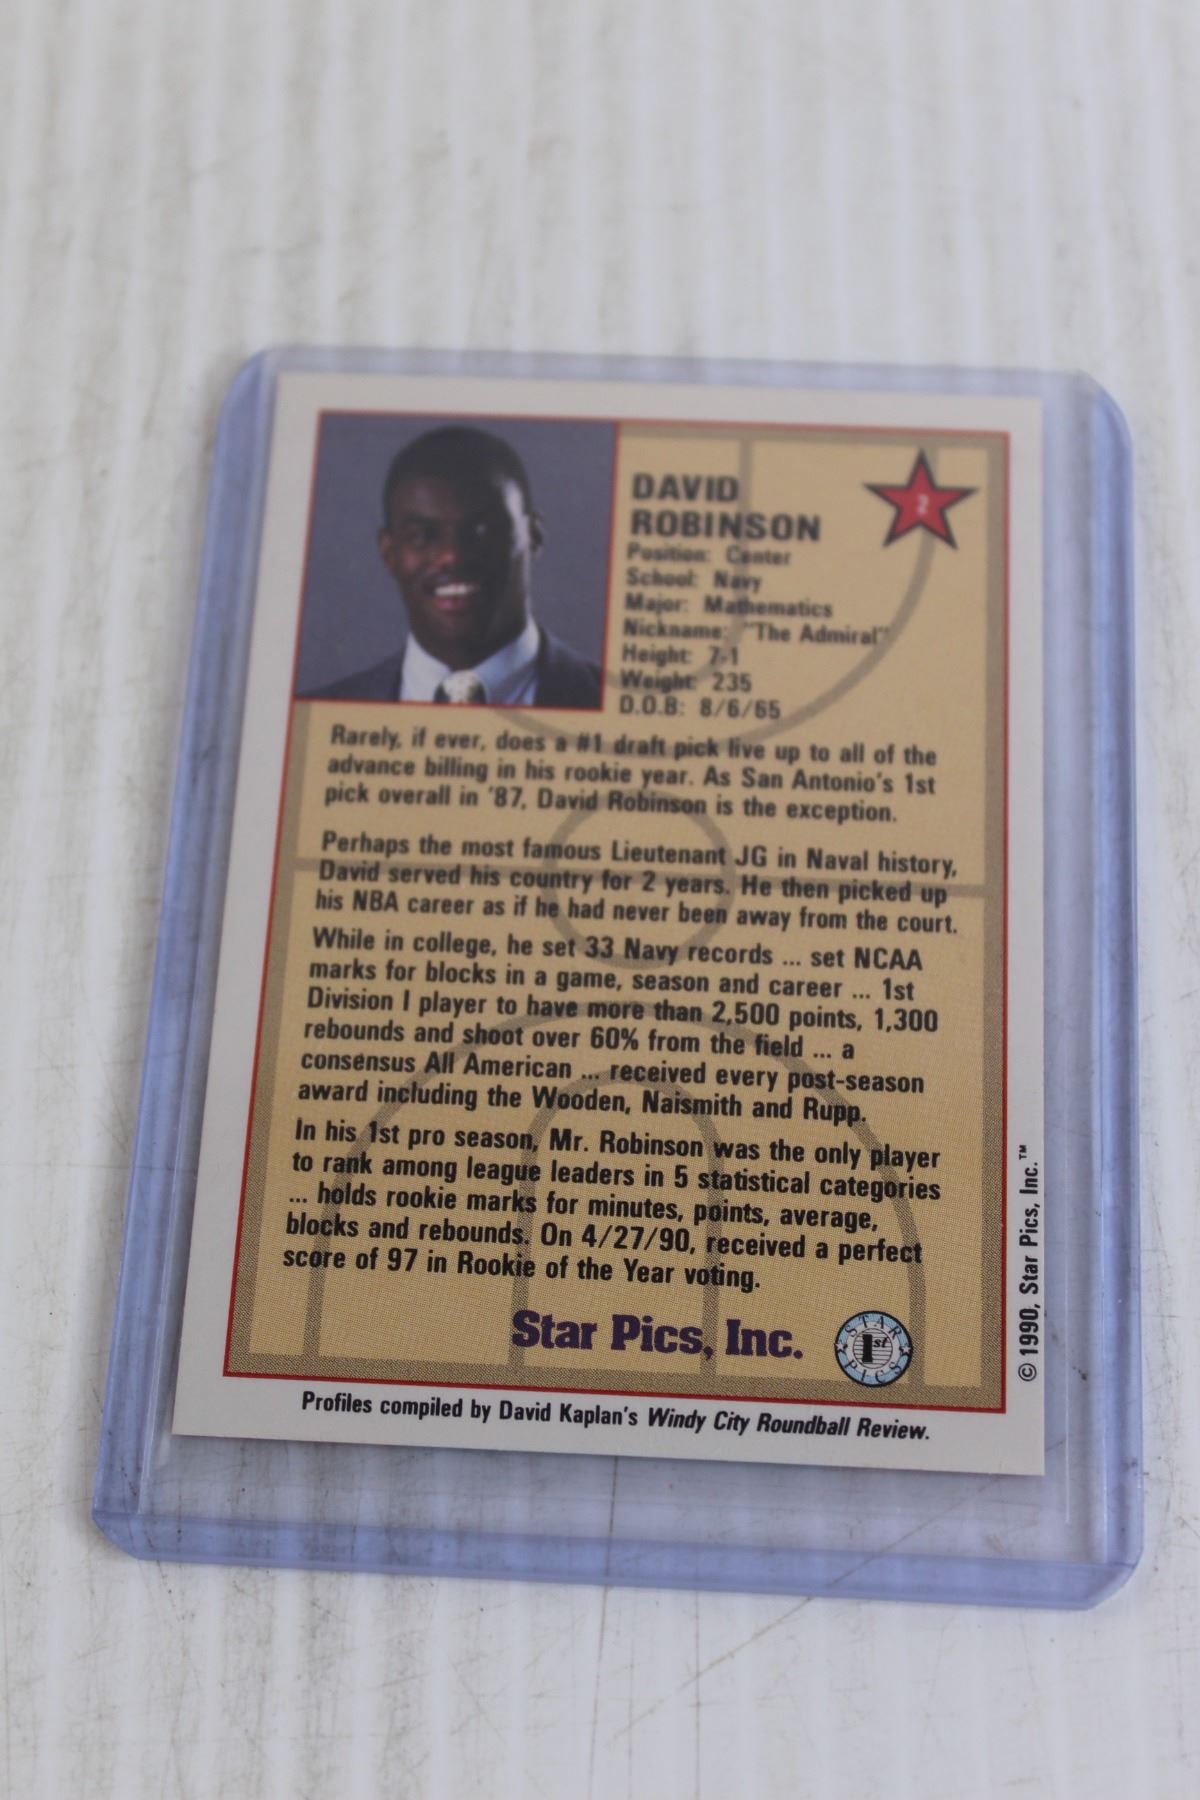 DAVID
ROBINSON
2
Position: Center
School: Navy
Major: Mathematics
Nickname: "The Admiral"
Height: 7-1
Weight: 235
D.O.B: 8/6/65
Rarely, if ever, does a #1 draft pick live up to all of the
advance billing in his rookie year. As San Antonio's 1st
pick overall in '87, David Robinson is the exception.
Perhaps the most famous Lieutenant JG in Naval history,
David served his country for 2 years. He then picked up
his NBA career as if he had never been away from the court.
While in college, he set 33 Navy records ... set NCAA
marks for blocks in a game, season and career ... 1st
Division I player to have more than 2,500 points, 1,300
rebounds and shoot over 60% from the field ... a
consensus All American ... received every post-season
award including the Wooden, Naismith and Rupp.
In his 1st pro season, Mr. Robinson was the only player
to rank among league leaders in 5 statistical categories
... holds rookie marks for minutes, points, average,
blocks and rebounds. On 4/27/90, received a perfect
score of 97 in Rookie of the Year voting.
Star Pics, Inc.
STAR
1st
PICS
Profiles compiled by David Kaplan's Windy City Roundball Review.
© 1990, Star Pics, Inc.™